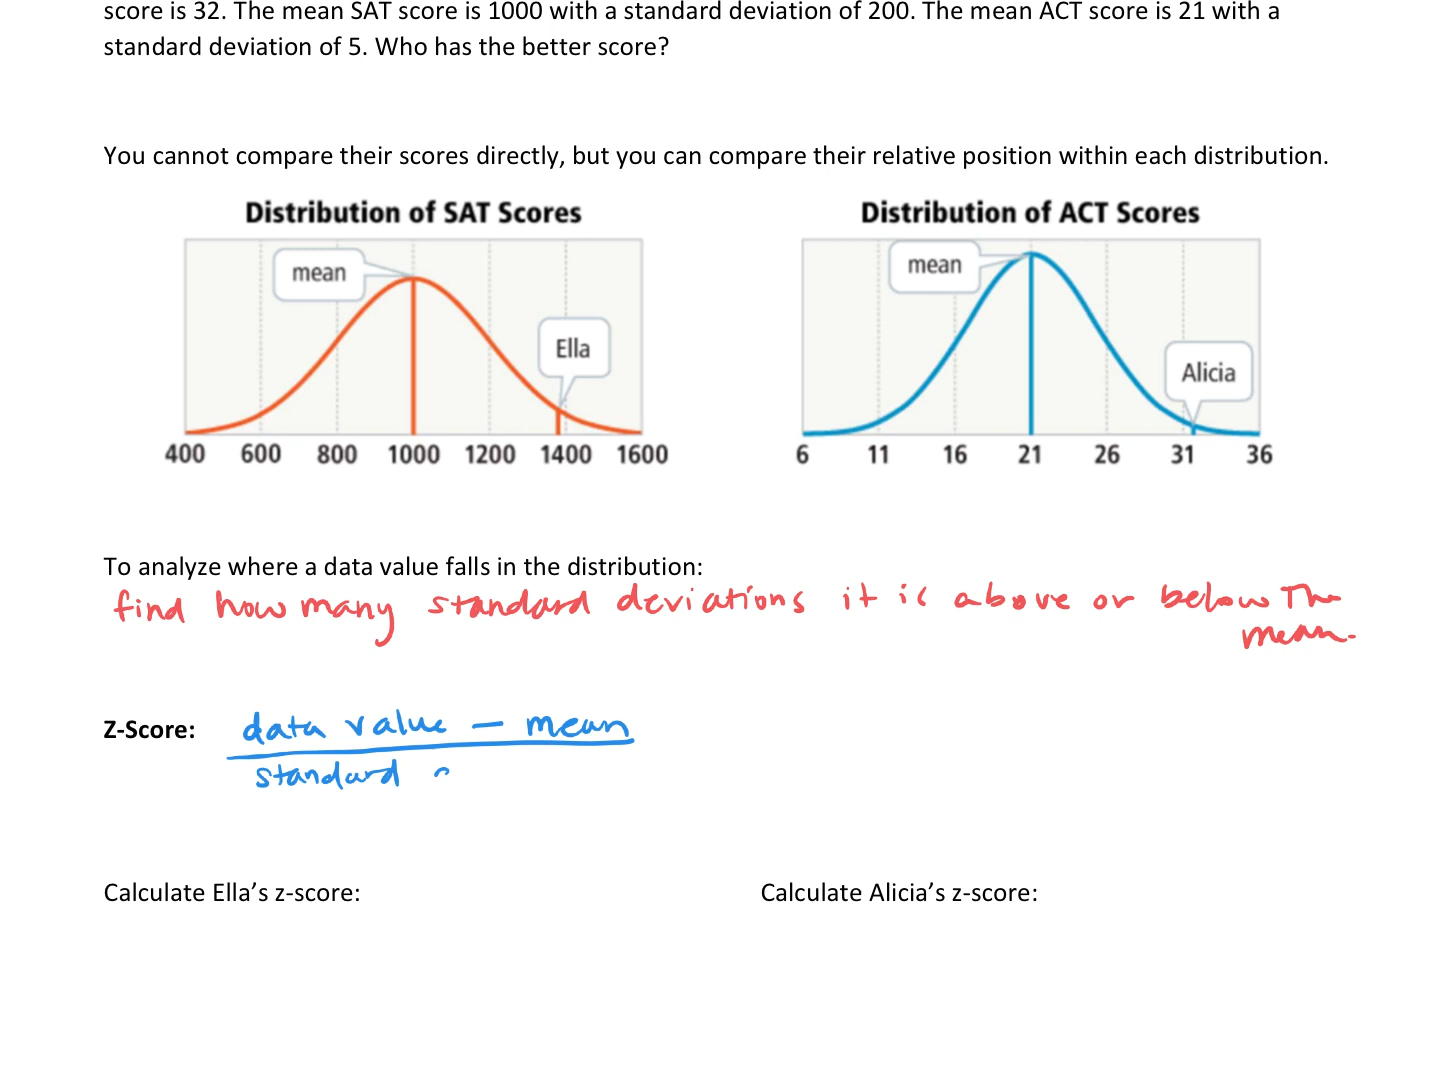 score is 32. The mean SAT score is 1000 with a standard deviation of 200. The mean ACT score is 21 with a
standard deviation of 5. Who has the better score?
You cannot compare their scores directly, but you can compare their relative position within each distribution.
Distribution of SAT Scores
mean
Ella
400 600 800 1000 1200 1400 1600
Distribution of ACT Scores
mean
Alicia
6 11 16 21 26 31 36
To analyze where a data value falls in the distribution:
find how many standard deviations it is above or below the
mean.
Z-Score: data value - mean
standard
Calculate Ella's z-score:
Calculate Alicia's z-score: